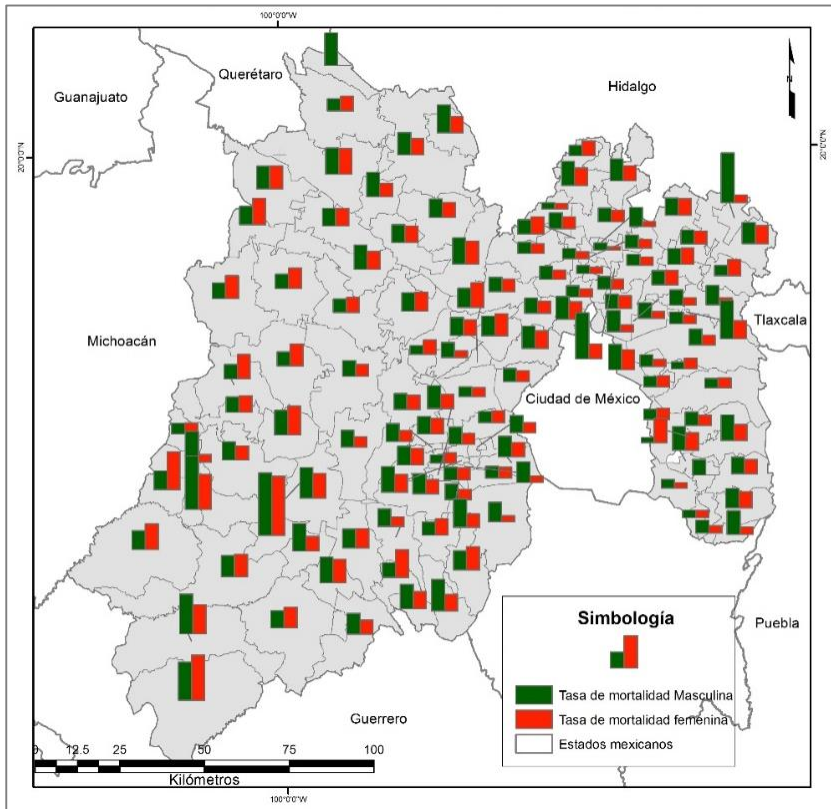 100°0'0"W
Querétaro
Guanajuato
Hidalgo
20°0'0"N
20°0'0"N
Tlaxcala
Michoacán
Ciudad de México
Puebla
Guerrero
Simbología
Tasa de mortalidad Masculina
Tasa de mortalidad femenina
Estados mexicanos
0 12.5 25 50 75 100
Kilómetros
100°0'0"W